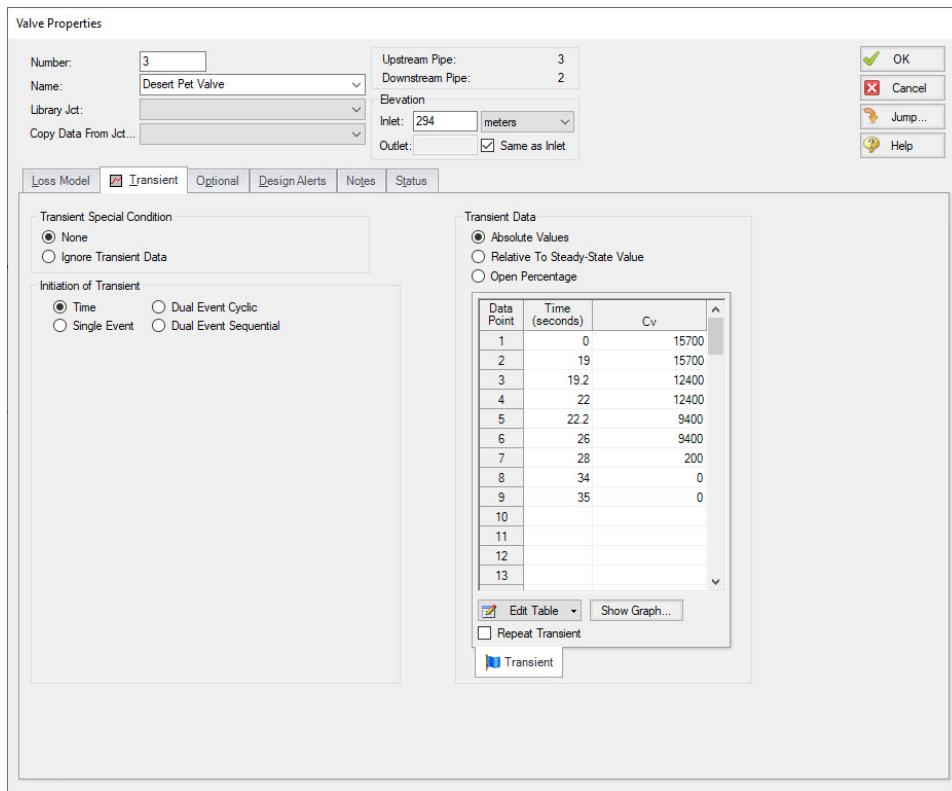 Valve Properties
Number: 3
Name: Desert Pet Valve
Library Jct:
Copy Data From Jct...
Upstream Pipe: 3
Downstream Pipe: 2
Elevation
Inlet: 294 meters
Outlet: Same as Inlet
OK
Cancel
Jump...
Help
Loss Model Transient Optional Design Alerts Notes Status
Transient Special Condition
None
Ignore Transient Data
Initiation of Transient
Time Dual Event Cyclic
Single Event Dual Event Sequential
Transient Data
Absolute Values
Relative To Steady-State Value
Open Percentage
Data Point Time (seconds) Cv
1 0 15700
2 19 15700
3 19.2 12400
4 22 12400
5 22.2 9400
6 26 9400
7 28 200
8 34 0
9 35 0
10
11
12
13
Edit Table Show Graph...
Repeat Transient
Transient